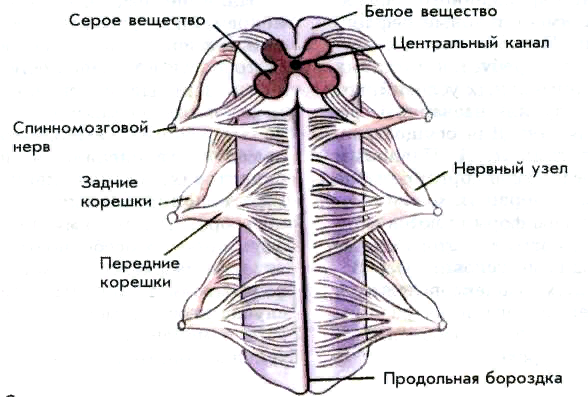 Серое вещество
Белое вещество
Центральный канал
Спинномозговой
нерв
Задние
корешки
Нервный узел
Передние
корешки
Продольная бороздка